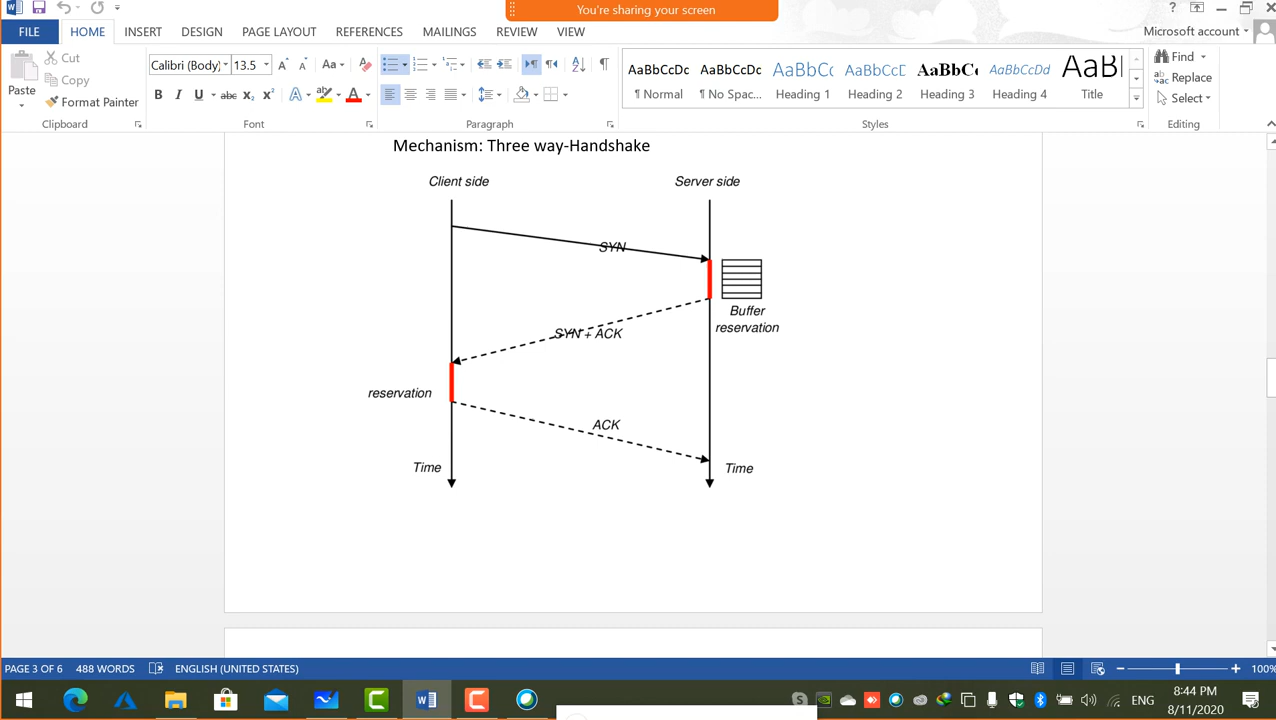 You're sharing your screen
FILE HOME INSERT DESIGN PAGE LAYOUT REFERENCES MAILINGS REVIEW VIEW Microsoft account
Paste
Cut
Copy
Format Painter
Clipboard
Calibri (Body) 13.5
Font
Paragraph
AaBbCcDc AaBbCcDc AaBbCc AaBbCcDc AaBbCc AaBbCcDd AaBb
¶ Normal ¶ No Spac... Heading 1 Heading 2 Heading 3 Heading 4 Title
Styles
Find
Replace
Select
Editing
Mechanism: Three way-Handshake
Client side Server side
SYN
Buffer
reservation
SYN + ACK
reservation
ACK
Time Time
PAGE 3 OF 6 488 WORDS ENGLISH (UNITED STATES) 100%
ENG
8:44 PM
8/11/2020